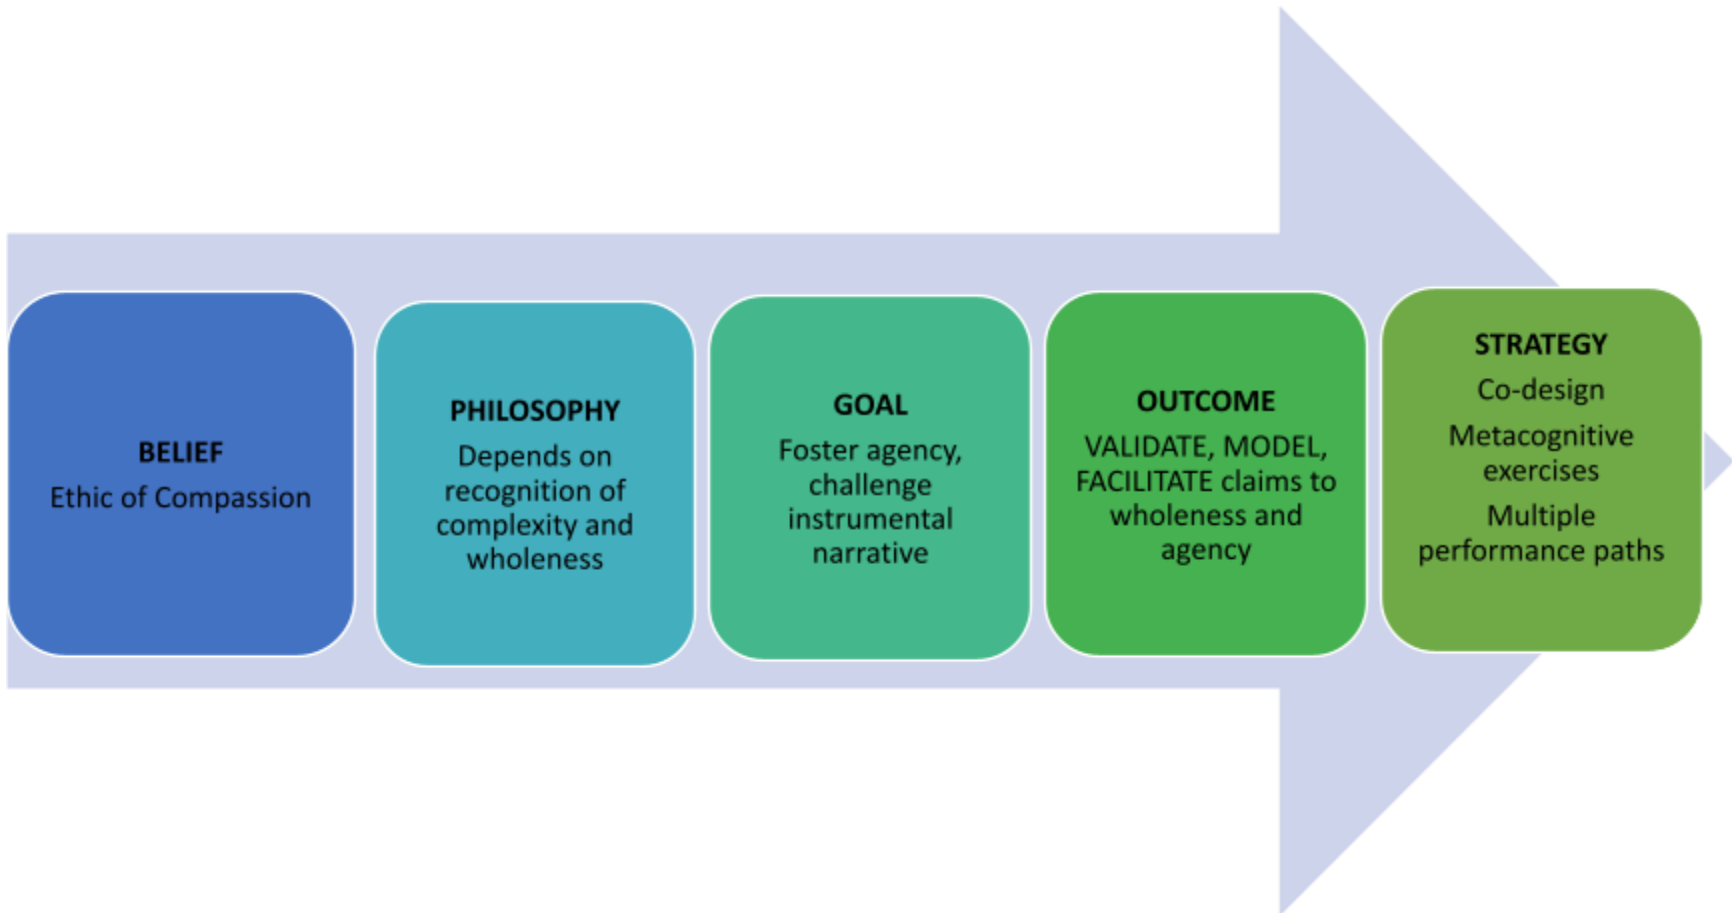 BELIEF
Ethic of Compassion
PHILOSOPHY
Depends on
recognition of
complexity and
wholeness
GOAL
Foster agency,
challenge
instrumental
narrative
OUTCOME
VALIDATE, MODEL,
FACILITATE claims to
wholeness and
agency
STRATEGY
Co-design
Metacognitive
exercises
Multiple
performance paths